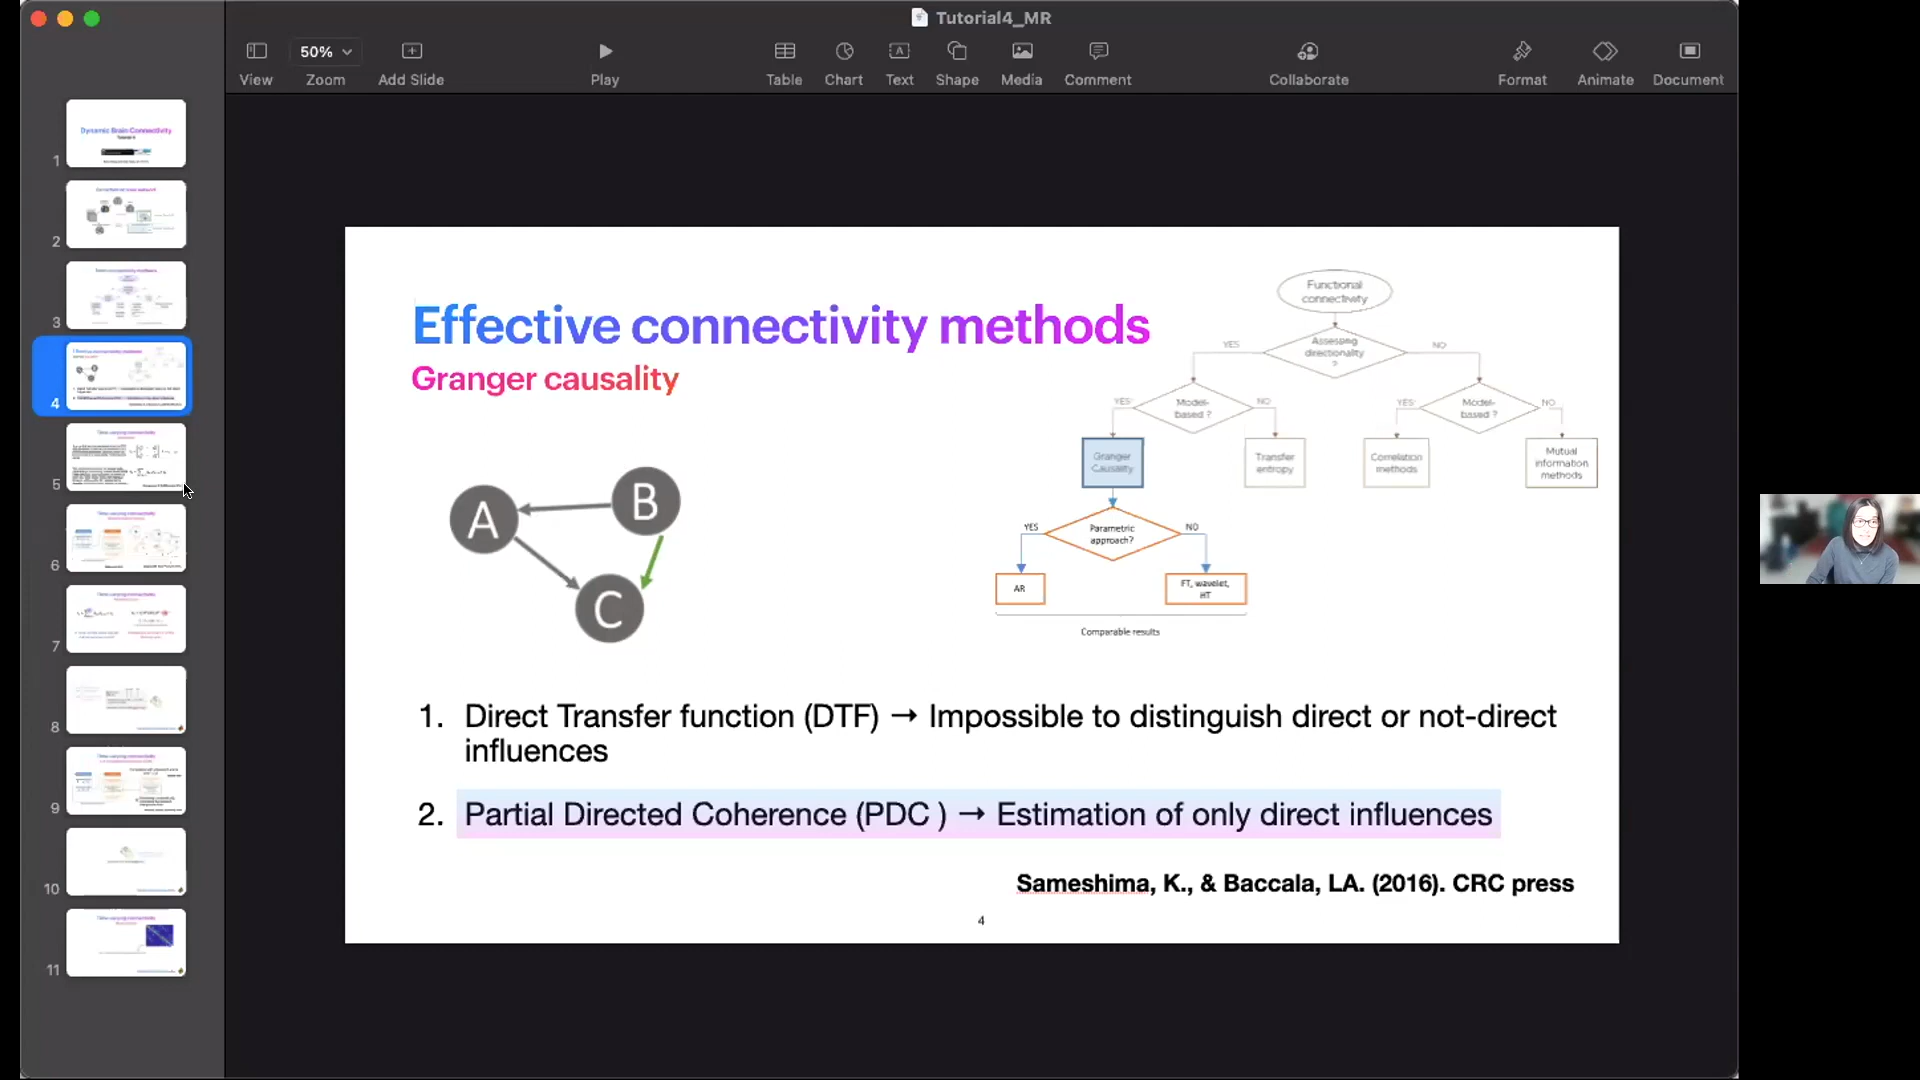 Tutorial4_MR
50%
View
Zoom
Add Slide
Play
Table
Chart
Text
Shape
Media
Comment
Collaborate
Format
Animate
Document
Dynamic Brain Connectivity
1
2
3
4
5
6
7
8
9
10
11
Effective connectivity methods
Granger causality
Functional
connectivity
Assessing
directionality
?
YES
NO
Model-
based ?
YES
NO
Model-
based ?
YES
NO
Granger
Causality
Transfer
entropy
Correlation
methods
Mutual
information
methods
Parametric
approach?
YES
NO
AR
FT, wavelet,
HT
Comparable results
A
B
C
1. Direct Transfer function (DTF) → Impossible to distinguish direct or not-direct
influences
2. Partial Directed Coherence (PDC ) → Estimation of only direct influences
Sameshima, K., & Baccala, LA. (2016). CRC press
4